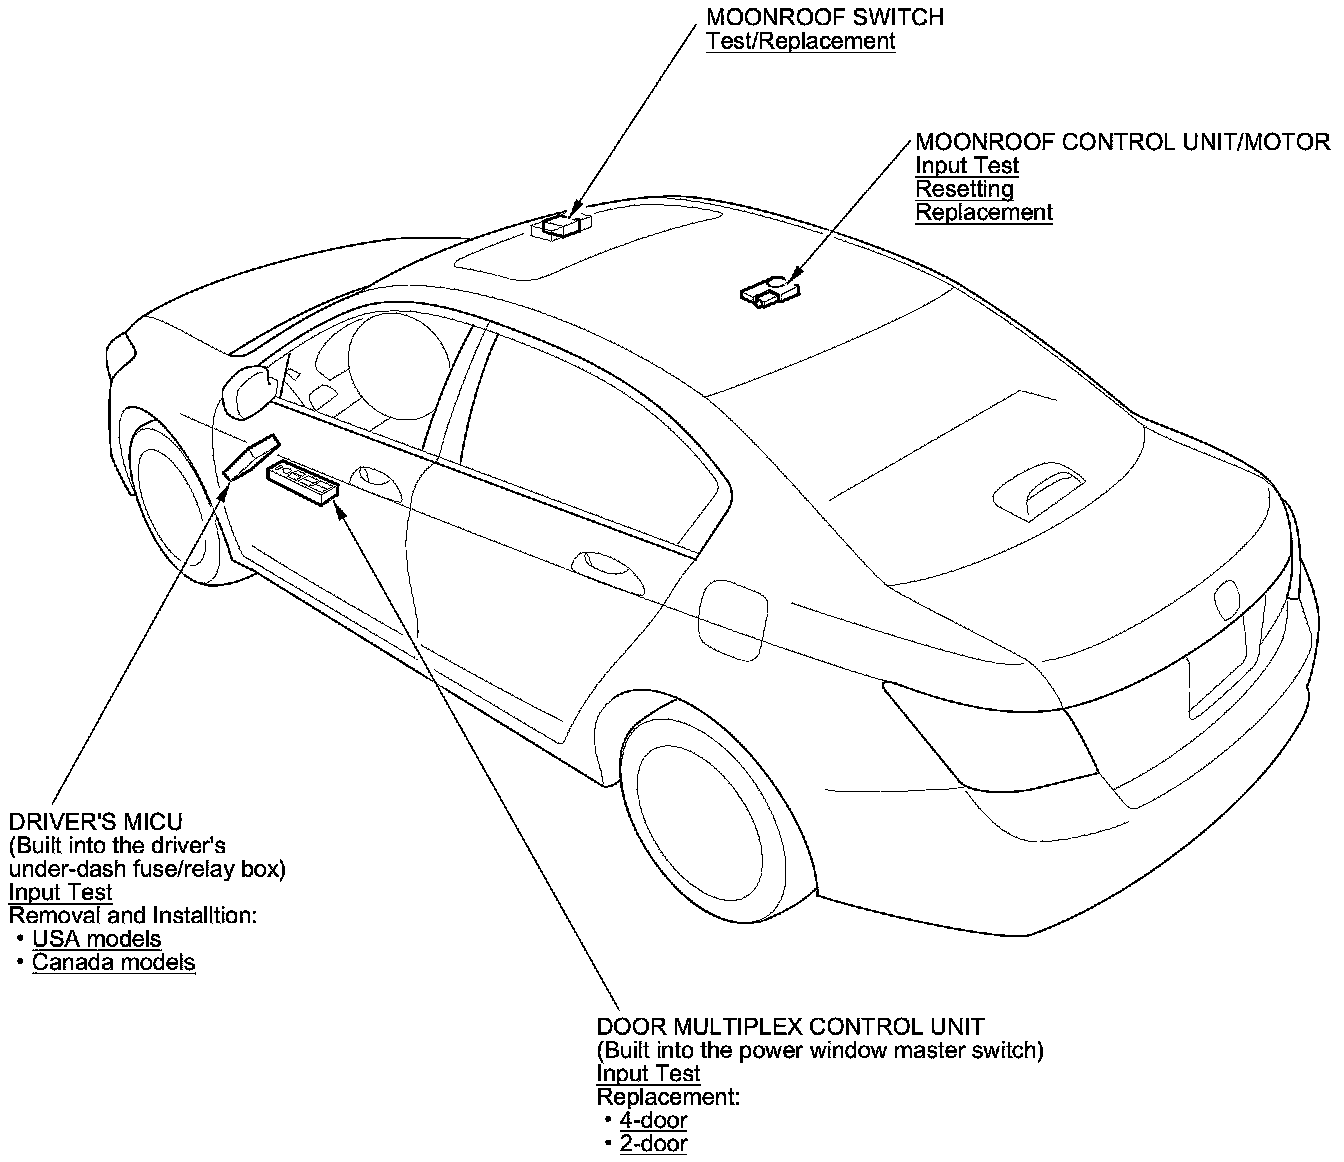 MOONROOF SWITCH
Test/Replacement
MOONROOF CONTROL UNIT/MOTOR
Input Test
Resetting
Replacement
DRIVER'S MICU
(Built into the driver's
under-dash fuse/relay box)
Input Test
Removal and Installtion:
• USA models
• Canada models
DOOR MULTIPLEX CONTROL UNIT
(Built into the power window master switch)
Input Test
Replacement:
• 4-door
• 2-door